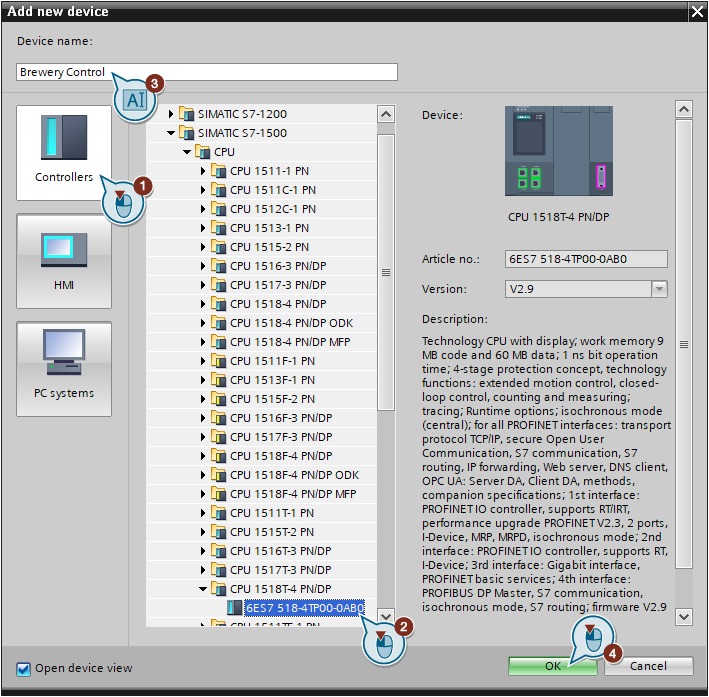 Add new device
Device name:
Brewery Control
3
AI
Controllers
1
HMI
PC systems
SIMATIC S7-1200
SIMATIC S7-1500
CPU
CPU 1511-1 PN
CPU 1511C-1 PN
CPU 1512C-1 PN
CPU 1513-1 PN
CPU 1515-2 PN
CPU 1516-3 PN/DP
CPU 1517-3 PN/DP
CPU 1518-4 PN/DP
CPU 1518-4 PN/DP ODK
CPU 1518-4 PN/DP MFP
CPU 1511F-1 PN
CPU 1513F-1 PN
CPU 1515F-2 PN
CPU 1516F-3 PN/DP
CPU 1517F-3 PN/DP
CPU 1518F-4 PN/DP
CPU 1518F-4 PN/DP ODK
CPU 1518F-4 PN/DP MFP
CPU 1511T-1 PN
CPU 1515T-2 PN
CPU 1516T-3 PN/DP
CPU 1517T-3 PN/DP
CPU 1518T-4 PN/DP
6ES7 518-4TP00-0AB0
CPU 1511TF-1 PN
2
Device:
CPU 1518T-4 PN/DP
Article no.:
6ES7 518-4TP00-0AB0
Version:
V2.9
Description:
Technology CPU with display; work memory 9
MB code and 60 MB data; 1 ns bit operation
time; 4-stage protection concept, technology
functions: extended motion control, closed-
loop control, counting and measuring;
tracing; Runtime options; isochronous mode
(central); for all PROFINET interfaces: transport
protocol TCP/IP, secure Open User
Communication, S7 communication, S7
routing, IP forwarding, Web server, DNS client,
OPC UA: Server DA, Client DA, methods,
companion specifications; 1st interface:
PROFINET IO controller, supports RT/IRT,
performance upgrade PROFINET V2.3, 2 ports,
I-Device, MRP, MRPD, isochronous mode; 2nd
interface: PROFINET IO controller, supports RT,
I-Device; 3rd interface: Gigabit interface,
PROFINET basic services; 4th interface:
PROFIBUS DP Master, S7 communication,
isochronous mode, S7 routing; firmware V2.9
Open device view
OK
4
Cancel